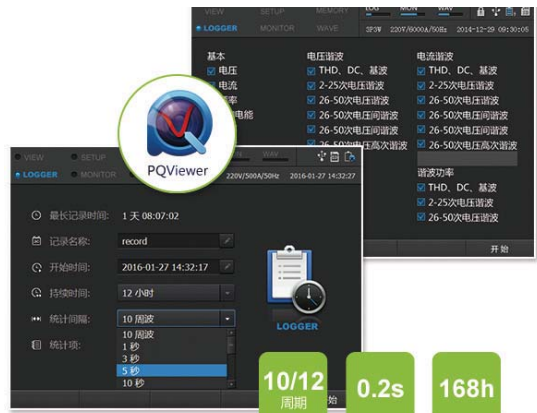 VIEW SETUP MEMORY LOG MON WAV
LOGGER MONITOR WAVE 3P3W 220V/6000A/50Hz 2014-12-29 09:30:05
基本 电压谐波 电流谐波
电压 THD、DC、基波 THD、DC、基波
电流 2-25次电压谐波 2-25次电压谐波
26-50次电压谐波 26-50次电压谐波
电能 26-50次电压间谐波 26-50次电压间谐波
26-50次电压间谐波 26-50次电压间谐波
26-50次电压高次谐波 26-50次电压高次谐波
谐波功率
THD、DC、基波
2-25次电压谐波
26-50次电压谐波
开始
PQViewer
VIEW SETUP WAV
LOGGER MONITOR 220V/500A/50Hz 2016-01-27 14:32:27
最长记录时间: 1 天 08:07:02
记录名称: record
开始时间: 2016-01-27 14:32:17
持续时间: 12 小时
统计间隔: 10 周波
统计项: 10 周波
1 秒
3 秒
5 秒
10 秒
LOGGER
10/12
周期
0.2s
168h
始